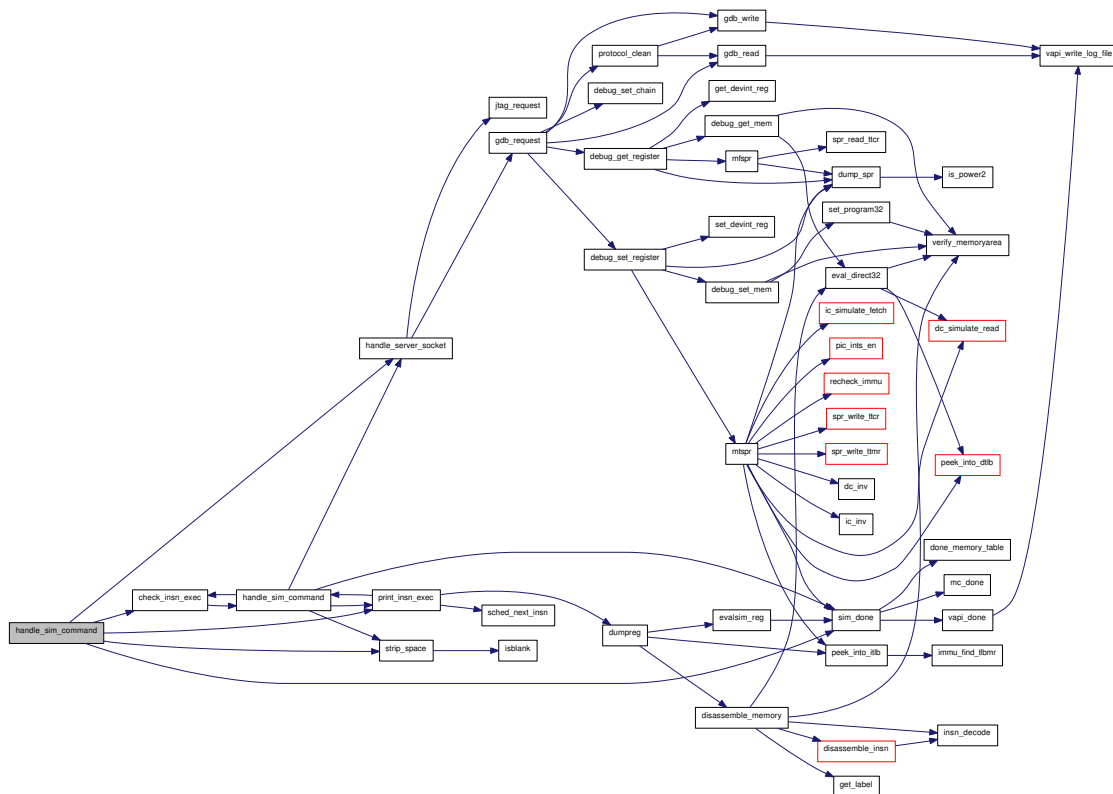 gdb_write
protocol_clean
gdb_read
vapi_write_log_file
debug_set_chain
get_devint_reg
jtag_request
debug_get_mem
gdb_request
spr_read_ttcr
debug_get_register
mfspr
dump_spr
is_power2
set_program32
set_devint_reg
verify_memoryarea
debug_set_register
eval_direct32
debug_set_mem
ic_simulate_fetch
dc_simulate_read
handle_server_socket
pic_ints_en
recheck_immu
spr_write_ttcr
mtspr
spr_write_ttmr
peek_into_dtlb
dc_inv
ic_inv
done_memory_table
mc_done
check_insn_exec
handle_sim_command
print_insn_exec
sched_next_insn
evalsim_reg
sim_done
vapi_done
handle_sim_command
dumpreg
strip_space
isblank
peek_into_itlb
immu_find_tlbmr
disassemble_memory
insn_decode
disassemble_insn
get_label